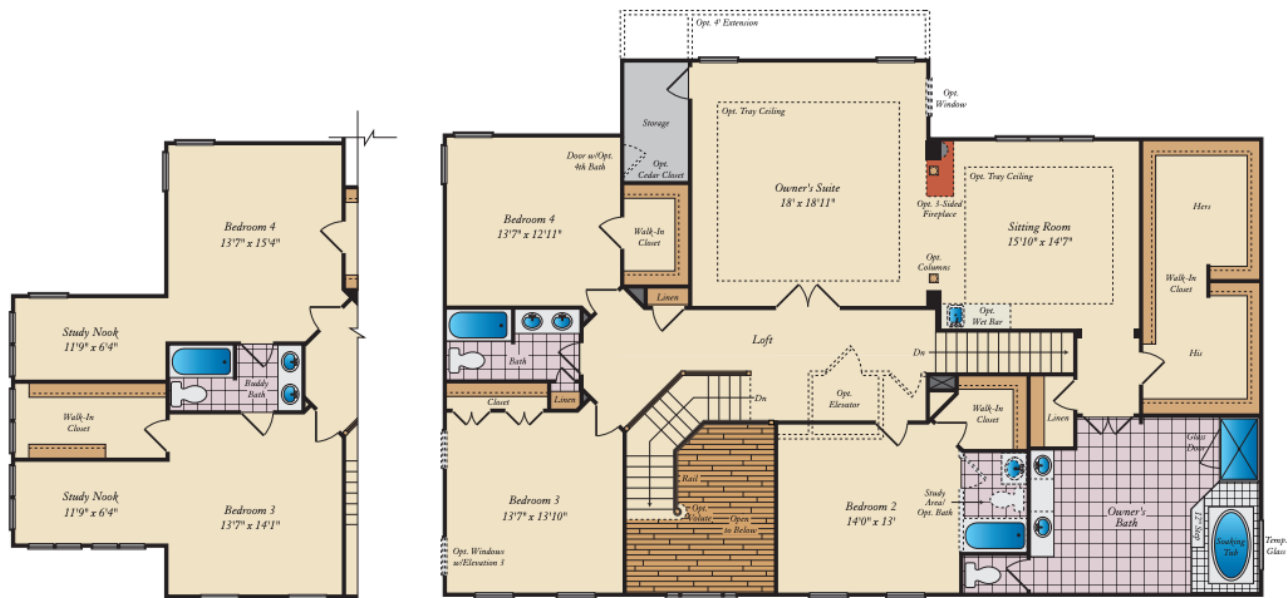 Bedroom 4
13'7" x 15'4"
Study Nook
11'9" x 6'4"
Buddy
Bath
Walk-In
Closet
Study Nook
11'9" x 6'4"
Bedroom 3
13'7" x 14'1"
Opt. 4' Extension
Storage
Opt.
Cedar Closet
Door w/Opt.
4th Bath
Opt. Tray Ceiling
Owner's Suite
18' x 18'11"
Opt.
Window
Opt. 3-Sided
Fireplace
Opt.
Columns
Opt. Tray Ceiling
Sitting Room
15'10" x 14'7"
Opt.
Wet Bar
Hers
Walk-In
Closet
His
Bedroom 4
13'7" x 12'11"
Walk-In
Closet
Linen
Bath
Linen
Closet
Loft
Dn
Dn
Opt.
Elevator
Walk-In
Closet
Linen
Bedroom 3
13'7" x 13'10"
Opt. Windows
w/Elevation 3
Rail
Opt.
Volute
Open
to Below
Bedroom 2
14'0" x 13'
Study
Area/
Opt. Bath
Owner's
Bath
Glass
Door
12" Step
Soaking
Tub
Temp.
Glass